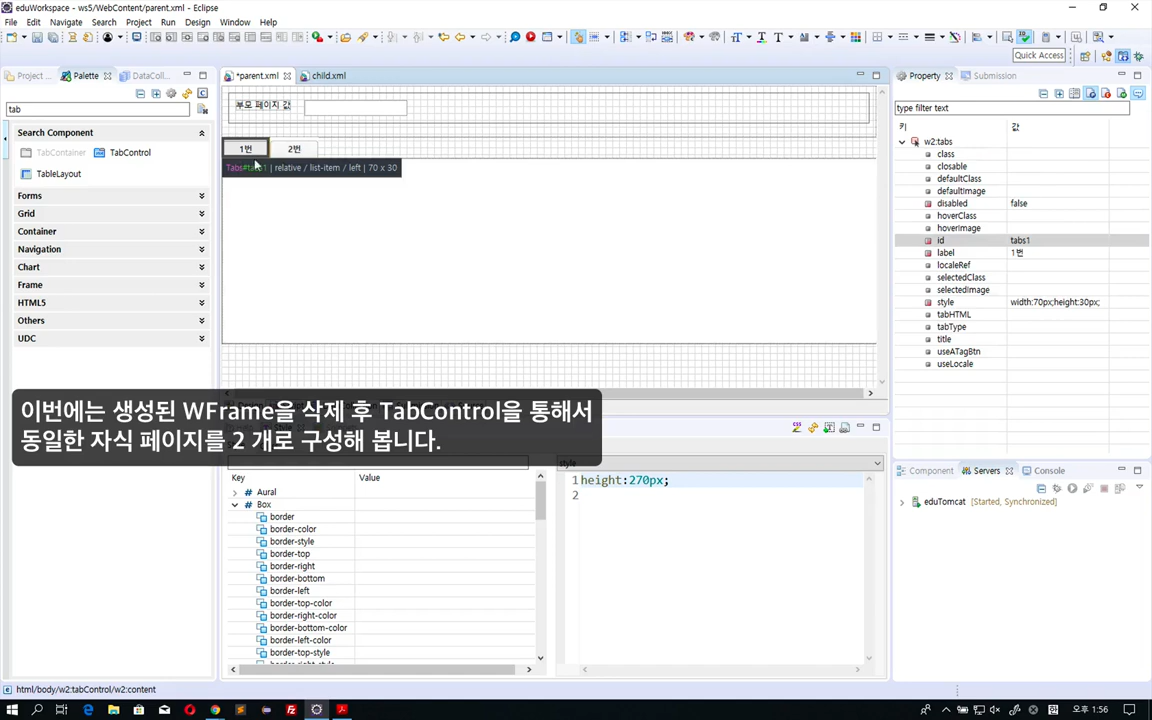 eduWorkspace - ws5/WebContent/parent.xml - Eclipse
File Edit Navigate Search Project Run Design Window Help
Quick Access
Project ... Palette DataColl...
*parent.xml child.xml
Property Submission
tab
Search Component
TabContainer TabControl
TableLayout
Forms
Grid
Container
Navigation
Chart
Frame
HTML5
Others
UDC
부모 페이지 값
1번 2번
| relative / list-item / left | 70 x 30
type filter text
키 값
w2:tabs
class
closable
defaultClass
defaultImage
disabled false
hoverClass
hoverImage
id tabs1
label 1번
localeRef
selectedClass
selectedImage
style width:70px;height:30px;
tabHTML
tabType
title
useATagBtn
useLocale
이번에는 생성된 WFrame을 삭제 후 TabControl을 통해서
동일한 자식 페이지를 2 개로 구성해 봅니다.
style
Key Value
Aural
Box
border
border-color
border-style
border-top
border-right
border-bottom
border-left
border-top-color
border-right-color
border-bottom-color
border-left-color
border-top-style
1 height:270px;
2
Component Servers Console
eduTomcat [Started, Synchronized]
html/body/w2:tabControl/w2:content
오후 1:56